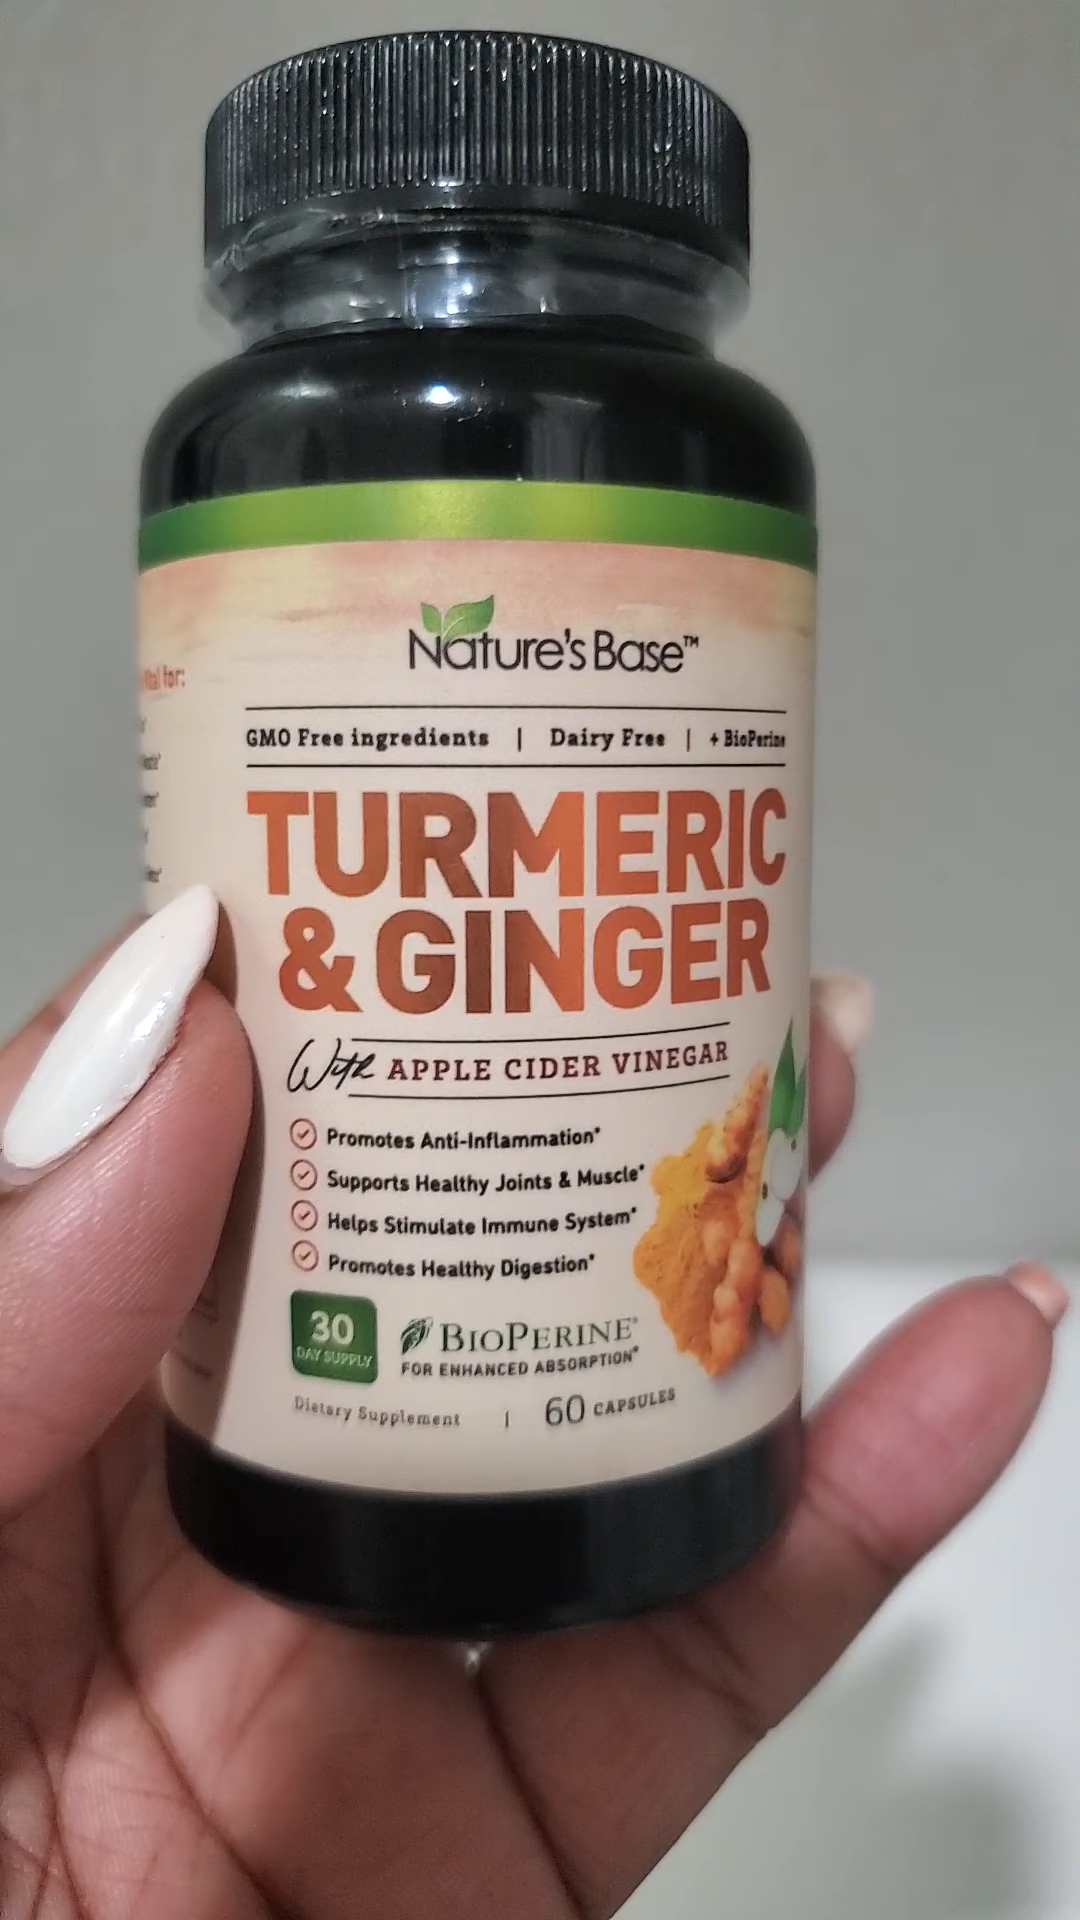 Nature's Base™
Vital for:
GMO Free ingredients | Dairy Free | + BioPerine
TURMERIC
& GINGER
With APPLE CIDER VINEGAR
Promotes Anti-Inflammation*
Supports Healthy Joints & Muscle*
Helps Stimulate Immune System*
Promotes Healthy Digestion*
30
DAY SUPPLY
BIOPERINE®
FOR ENHANCED ABSORPTION*
Dietary Supplement | 60 CAPSULES